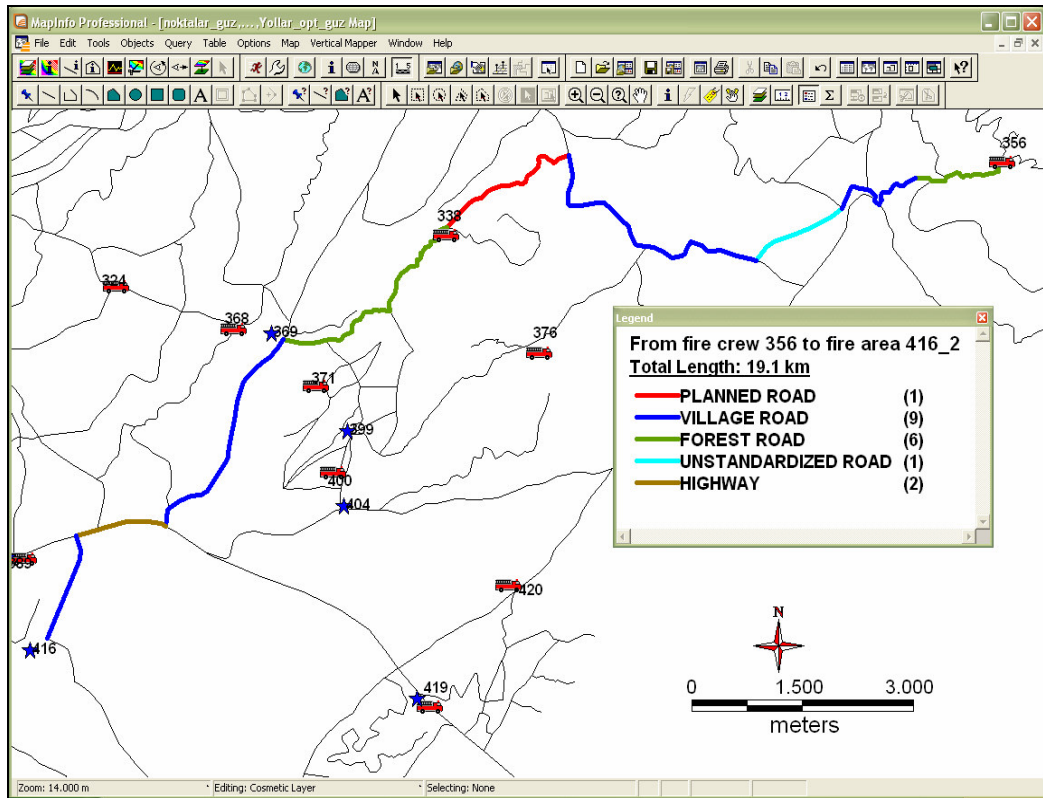 MapInfo Professional - [noktalar_guz,...,Yollar_opt_guz Map]
File Edit Tools Objects Query Table Options Map Vertical Mapper Window Help
356
338
324
368
369
376
371
399
400
404
389
420
416
419
Legend
From fire crew 356 to fire area 416_2
Total Length: 19.1 km
PLANNED ROAD (1)
VILLAGE ROAD (9)
FOREST ROAD (6)
UNSTANDARDIZED ROAD (1)
HIGHWAY (2)
N
0 1.500 3.000
meters
Zoom: 14.000 m Editing: Cosmetic Layer Selecting: None